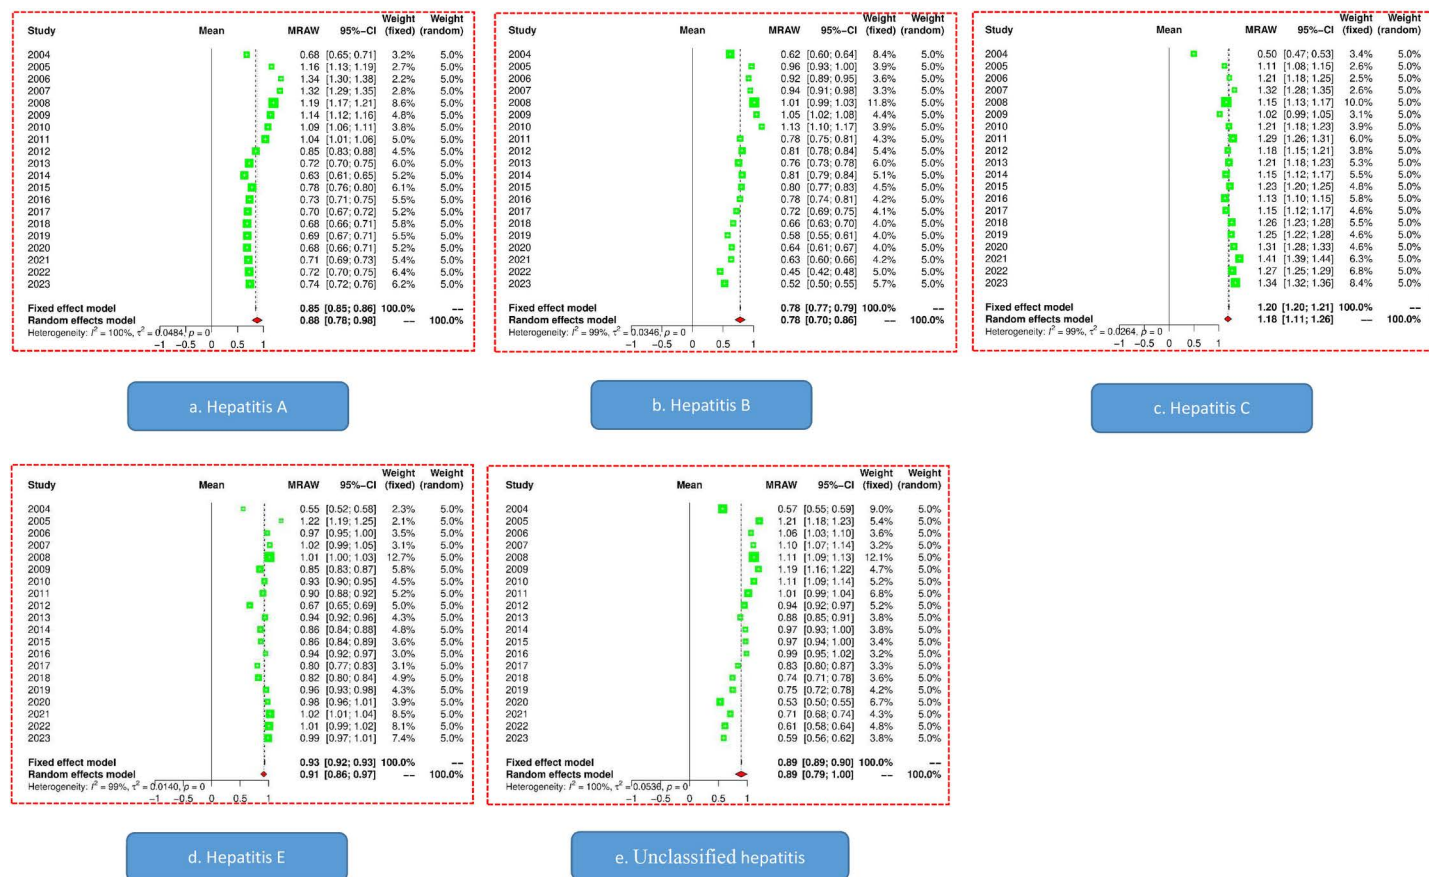 Weight Weight
Study Mean MRAW 95%−CI (fixed) (random)
2004 0.68 [0.65; 0.71] 3.2% 5.0%
2005 1.16 [1.13; 1.19] 2.7% 5.0%
2006 1.34 [1.30; 1.38] 2.2% 5.0%
2007 1.32 [1.29; 1.35] 2.8% 5.0%
2008 1.19 [1.17; 1.21] 8.6% 5.0%
2009 1.14 [1.12; 1.16] 4.8% 5.0%
2010 1.09 [1.06; 1.11] 3.8% 5.0%
2011 1.04 [1.01; 1.06] 5.0% 5.0%
2012 0.85 [0.83; 0.88] 4.5% 5.0%
2013 0.72 [0.70; 0.75] 6.0% 5.0%
2014 0.63 [0.61; 0.65] 5.2% 5.0%
2015 0.78 [0.76; 0.80] 6.1% 5.0%
2016 0.73 [0.71; 0.75] 5.2% 5.0%
2017 0.70 [0.67; 0.72] 5.2% 5.0%
2018 0.68 [0.66; 0.71] 5.8% 5.0%
2019 0.69 [0.67; 0.71] 5.5% 5.0%
2020 0.68 [0.66; 0.71] 5.2% 5.0%
2021 0.71 [0.69; 0.73] 5.4% 5.0%
2022 0.72 [0.70; 0.75] 6.4% 5.0%
2023 0.74 [0.72; 0.76] 6.2% 5.0%
Fixed effect model 0.85 [0.85; 0.86] 100.0% −−
Random effects model 0.88 [0.78; 0.98] −− 100.0%
Heterogeneity: I² = 100%, τ² = 0.0484, p = 0
−1 −0.5 0 0.5 1
a. Hepatitis A
Weight Weight
Study Mean MRAW 95%−CI (fixed) (random)
2004 0.62 [0.60; 0.64] 8.4% 5.0%
2005 0.96 [0.93; 1.00] 3.9% 5.0%
2006 0.92 [0.89; 0.95] 3.6% 5.0%
2007 0.94 [0.91; 0.98] 3.3% 5.0%
2008 1.01 [0.99; 1.03] 11.8% 5.0%
2009 1.05 [1.02; 1.08] 4.4% 5.0%
2010 1.13 [1.10; 1.17] 3.9% 5.0%
2011 0.78 [0.75; 0.81] 4.3% 5.0%
2012 0.81 [0.78; 0.84] 5.4% 5.0%
2013 0.76 [0.73; 0.78] 6.0% 5.0%
2014 0.81 [0.79; 0.84] 5.1% 5.0%
2015 0.80 [0.77; 0.83] 4.5% 5.0%
2016 0.78 [0.74; 0.81] 4.2% 5.0%
2017 0.72 [0.69; 0.75] 4.1% 5.0%
2018 0.66 [0.63; 0.70] 4.0% 5.0%
2019 0.58 [0.55; 0.61] 4.0% 5.0%
2020 0.64 [0.61; 0.67] 4.0% 5.0%
2021 0.63 [0.60; 0.66] 4.2% 5.0%
2022 0.45 [0.42; 0.48] 5.0% 5.0%
2023 0.52 [0.50; 0.55] 5.7% 5.0%
Fixed effect model 0.78 [0.77; 0.79] 100.0% −−
Random effects model 0.78 [0.70; 0.86] −− 100.0%
Heterogeneity: I² = 99%, τ² = 0.0346, p = 0
−1 −0.5 0 0.5 1
b. Hepatitis B
Weight Weight
Study Mean MRAW 95%−CI (fixed) (random)
2004 0.50 [0.47; 0.53] 3.4% 5.0%
2005 1.11 [1.08; 1.15] 2.6% 5.0%
2006 1.21 [1.18; 1.25] 2.5% 5.0%
2007 1.32 [1.28; 1.35] 2.6% 5.0%
2008 1.15 [1.13; 1.17] 10.0% 5.0%
2009 1.02 [0.99; 1.05] 3.1% 5.0%
2010 1.21 [1.18; 1.23] 3.9% 5.0%
2011 1.29 [1.26; 1.31] 6.0% 5.0%
2012 1.18 [1.15; 1.21] 3.8% 5.0%
2013 1.21 [1.18; 1.23] 5.3% 5.0%
2014 1.15 [1.12; 1.17] 5.5% 5.0%
2015 1.23 [1.20; 1.25] 4.8% 5.0%
2016 1.13 [1.10; 1.15] 5.2% 5.0%
2017 1.15 [1.12; 1.17] 4.6% 5.0%
2018 1.26 [1.23; 1.28] 5.5% 5.0%
2019 1.25 [1.22; 1.28] 5.0% 5.0%
2020 1.31 [1.28; 1.33] 4.6% 5.0%
2021 1.41 [1.39; 1.44] 6.3% 5.0%
2022 1.27 [1.25; 1.29] 6.8% 5.0%
2023 1.34 [1.32; 1.36] 8.4% 5.0%
Fixed effect model 1.20 [1.20; 1.21] 100.0% −−
Random effects model 1.18 [1.11; 1.26] −− 100.0%
Heterogeneity: I² = 99%, τ² = 0.0264, p = 0
−1 −0.5 0 0.5 1
c. Hepatitis C
Weight Weight
Study Mean MRAW 95%−CI (fixed) (random)
2004 0.55 [0.52; 0.58] 2.3% 5.0%
2005 1.22 [1.19; 1.25] 2.1% 5.0%
2006 0.97 [0.95; 1.00] 3.5% 5.0%
2007 1.02 [0.99; 1.05] 3.1% 5.0%
2008 1.01 [1.00; 1.03] 12.7% 5.0%
2009 0.85 [0.83; 0.87] 5.8% 5.0%
2010 0.93 [0.90; 0.95] 4.5% 5.0%
2011 0.90 [0.88; 0.92] 5.2% 5.0%
2012 0.67 [0.65; 0.69] 5.0% 5.0%
2013 0.94 [0.92; 0.96] 4.3% 5.0%
2014 0.86 [0.84; 0.88] 4.8% 5.0%
2015 0.86 [0.84; 0.89] 3.6% 5.0%
2016 0.94 [0.92; 0.97] 3.0% 5.0%
2017 0.80 [0.77; 0.83] 3.1% 5.0%
2018 0.82 [0.80; 0.84] 4.9% 5.0%
2019 0.96 [0.93; 0.98] 4.3% 5.0%
2020 0.98 [0.96; 1.01] 3.9% 5.0%
2021 1.02 [1.01; 1.04] 8.5% 5.0%
2022 1.01 [0.99; 1.02] 8.1% 5.0%
2023 0.99 [0.97; 1.01] 7.4% 5.0%
Fixed effect model 0.93 [0.92; 0.93] 100.0% −−
Random effects model 0.91 [0.86; 0.97] −− 100.0%
Heterogeneity: I² = 99%, τ² = 0.0140, p = 0
−1 −0.5 0 0.5 1
d. Hepatitis E
Weight Weight
Study Mean MRAW 95%−CI (fixed) (random)
2004 0.57 [0.55; 0.59] 9.0% 5.0%
2005 1.21 [1.18; 1.23] 5.4% 5.0%
2006 1.06 [1.03; 1.10] 3.6% 5.0%
2007 1.10 [1.07; 1.14] 3.2% 5.0%
2008 1.11 [1.09; 1.13] 12.1% 5.0%
2009 1.19 [1.16; 1.22] 4.7% 5.0%
2010 1.11 [1.09; 1.14] 5.2% 5.0%
2011 1.01 [0.99; 1.04] 6.8% 5.0%
2012 0.94 [0.92; 0.97] 5.2% 5.0%
2013 0.88 [0.85; 0.91] 3.8% 5.0%
2014 0.97 [0.93; 1.00] 3.8% 5.0%
2015 0.97 [0.94; 1.00] 3.4% 5.0%
2016 0.99 [0.95; 1.02] 3.2% 5.0%
2017 0.83 [0.80; 0.87] 3.3% 5.0%
2018 0.74 [0.71; 0.78] 3.6% 5.0%
2019 0.75 [0.72; 0.78] 4.2% 5.0%
2020 0.53 [0.50; 0.55] 6.7% 5.0%
2021 0.71 [0.68; 0.74] 4.3% 5.0%
2022 0.61 [0.58; 0.64] 4.8% 5.0%
2023 0.59 [0.56; 0.62] 3.8% 5.0%
Fixed effect model 0.89 [0.89; 0.90] 100.0% −−
Random effects model 0.89 [0.79; 1.00] −− 100.0%
Heterogeneity: I² = 100%, τ² = 0.0536, p = 0
−1 −0.5 0 0.5 1
e. Unclassified hepatitis